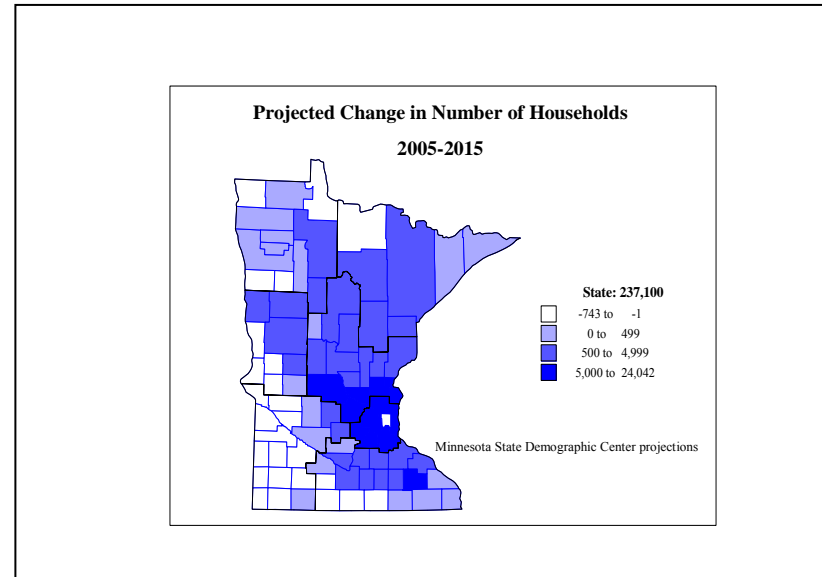 Projected Change in Number of Households
2005-2015
State: 237,100
-743 to -1
0 to 499
500 to 4,999
5,000 to 24,042
Minnesota State Demographic Center projections